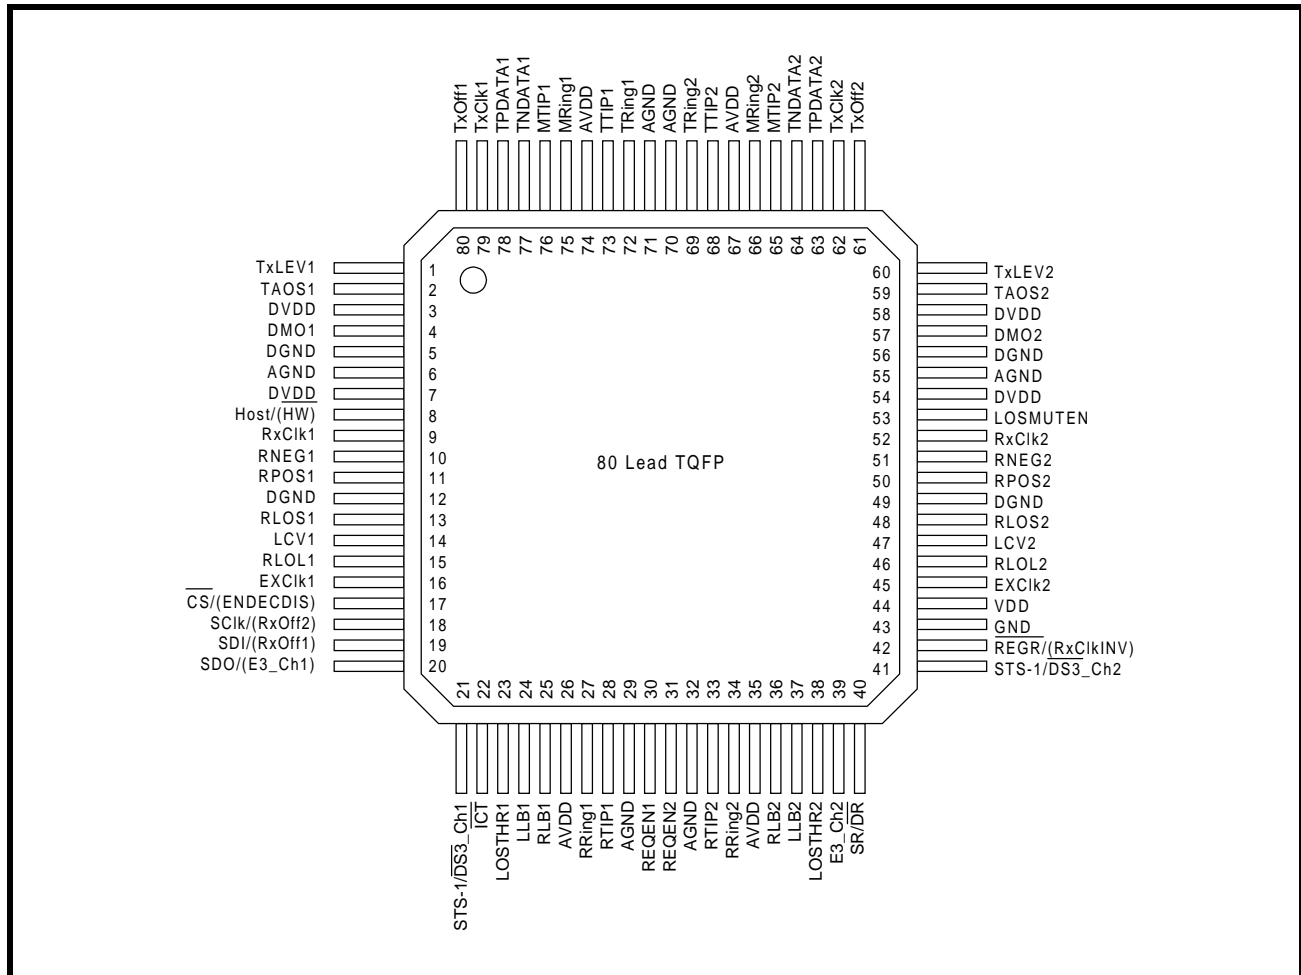 TxOff1
TxClk1
TPDATA1
TNDATA1
MTIP1
MRing1
AVDD
TTIP1
TRing1
AGND
AGND
TRing2
TTIP2
AVDD
MRing2
MTIP2
TNDATA2
TPDATA2
TxClk2
TxOff2
80
79
78
77
76
75
74
73
72
71
70
69
68
67
66
65
64
63
62
61
TxLEV1 1
TAOS1 2
DVDD 3
DMO1 4
DGND 5
AGND 6
DVDD 7
Host/(HW) 8
RxClk1 9
RNEG1 10
RPOS1 11
DGND 12
RLOS1 13
LCV1 14
RLOL1 15
EXClk1 16
CS/(ENDECDIS) 17
SClk/(RxOff2) 18
SDI/(RxOff1) 19
SDO/(E3_Ch1) 20
80 Lead TQFP
60 TxLEV2
59 TAOS2
58 DVDD
57 DMO2
56 DGND
55 AGND
54 DVDD
53 LOSMUTEN
52 RxClk2
51 RNEG2
50 RPOS2
49 DGND
48 RLOS2
47 LCV2
46 RLOL2
45 EXClk2
44 VDD
43 GND
42 REGR/(RxClkINV)
41 STS-1/DS3_Ch2
21
22
23
24
25
26
27
28
29
30
31
32
33
34
35
36
37
38
39
40
STS-1/DS3_Ch1
ICT
LOSTHR1
LLB1
RLB1
AVDD
RRing1
RTIP1
AGND
REQEN1
REQEN2
AGND
RTIP2
RRing2
AVDD
RLB2
LLB2
LOSTHR2
E3_Ch2
SR/DR